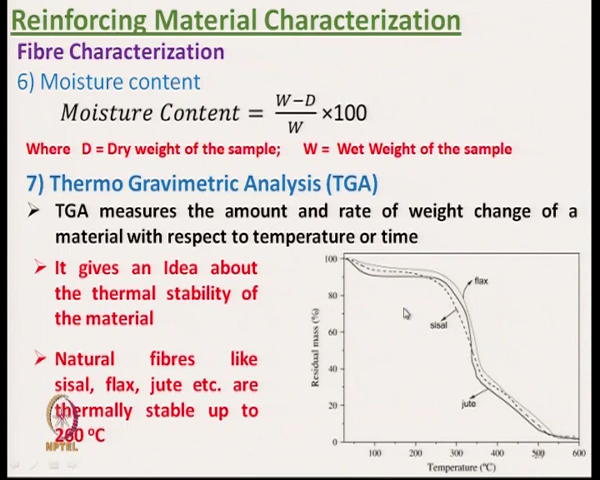 Reinforcing Material Characterization
Fibre Characterization
6) Moisture content
Moisture Content = \frac{W−D}{W} ×100
Where D = Dry weight of the sample; W = Wet Weight of the sample
7) Thermo Gravimetric Analysis (TGA)
➤ TGA measures the amount and rate of weight change of a
material with respect to temperature or time
➤ It gives an Idea about
the thermal stability of
the material
➤ Natural fibres like
sisal, flax, jute etc. are
thermally stable up to
260 ºC
NPTEL
Residual mass (%)
100
80
60
40
20
0
flax
sisal
jute
100 200 300 400 500 600
Temperature (ºC)